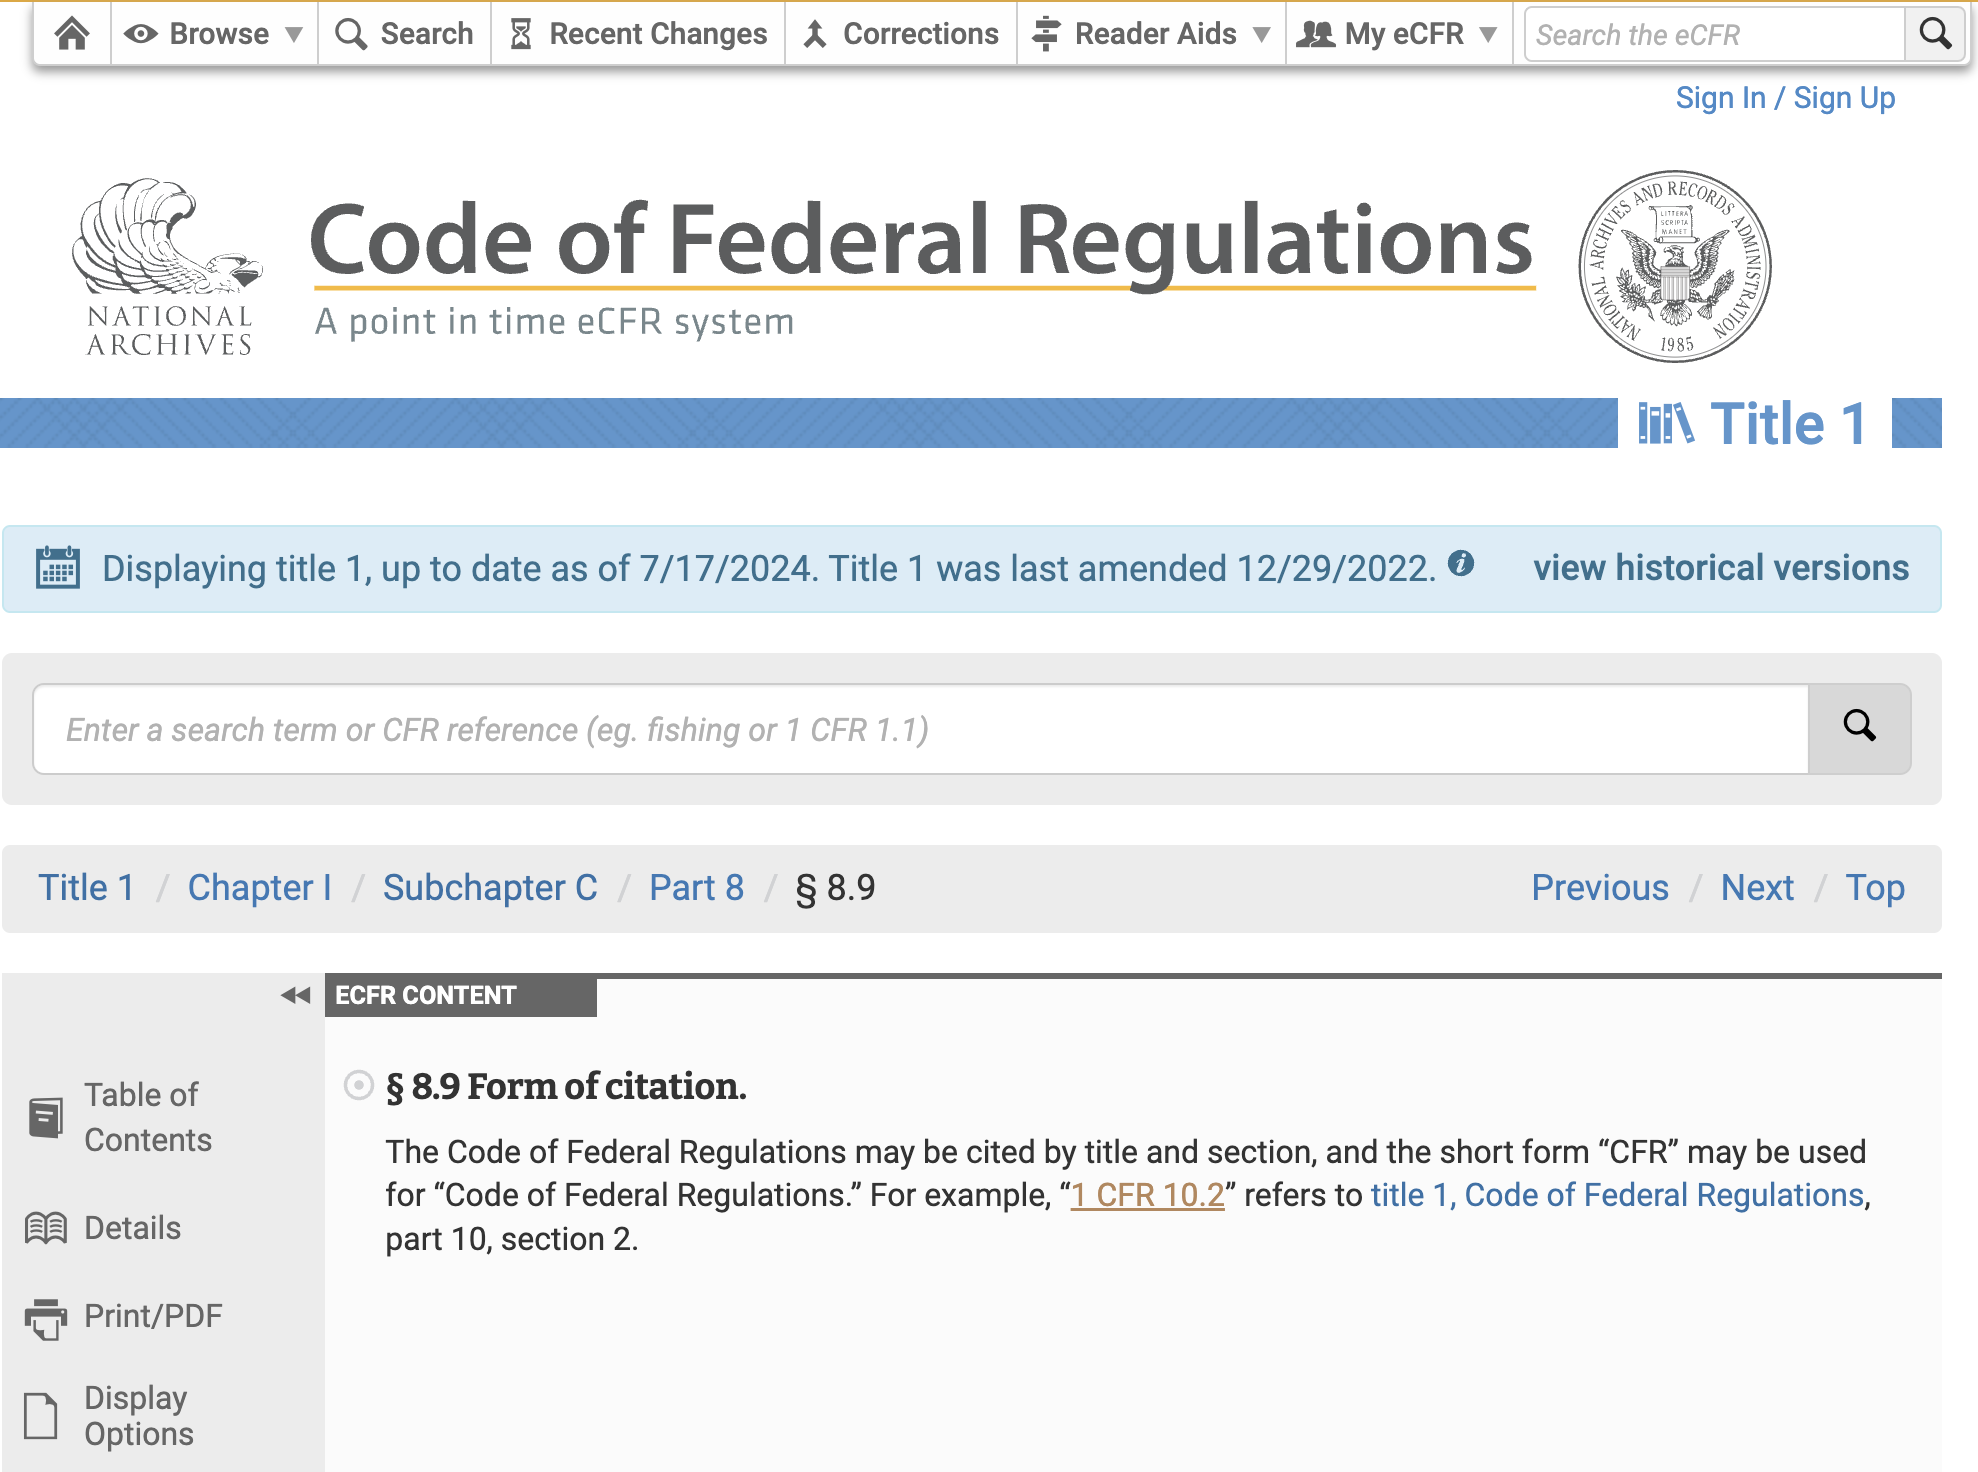 Browse ▼ Search Recent Changes Corrections Reader Aids ▼ My eCFR ▼ Search the eCFR
Sign In / Sign Up
NATIONAL
ARCHIVES
Code of Federal Regulations
A point in time eCFR system
NATIONAL ARCHIVES AND RECORDS ADMINISTRATION
LITTERA
SCRIPTA
MANET
1985
Title 1
Displaying title 1, up to date as of 7/17/2024. Title 1 was last amended 12/29/2022. view historical versions
Enter a search term or CFR reference (eg. fishing or 1 CFR 1.1)
Title 1 / Chapter I / Subchapter C / Part 8 / § 8.9 Previous / Next / Top
ECFR CONTENT
Table of
Contents
Details
Print/PDF
Display
Options
§ 8.9 Form of citation.
The Code of Federal Regulations may be cited by title and section, and the short form “CFR” may be used
for “Code of Federal Regulations.” For example, “1 CFR 10.2” refers to title 1, Code of Federal Regulations,
part 10, section 2.